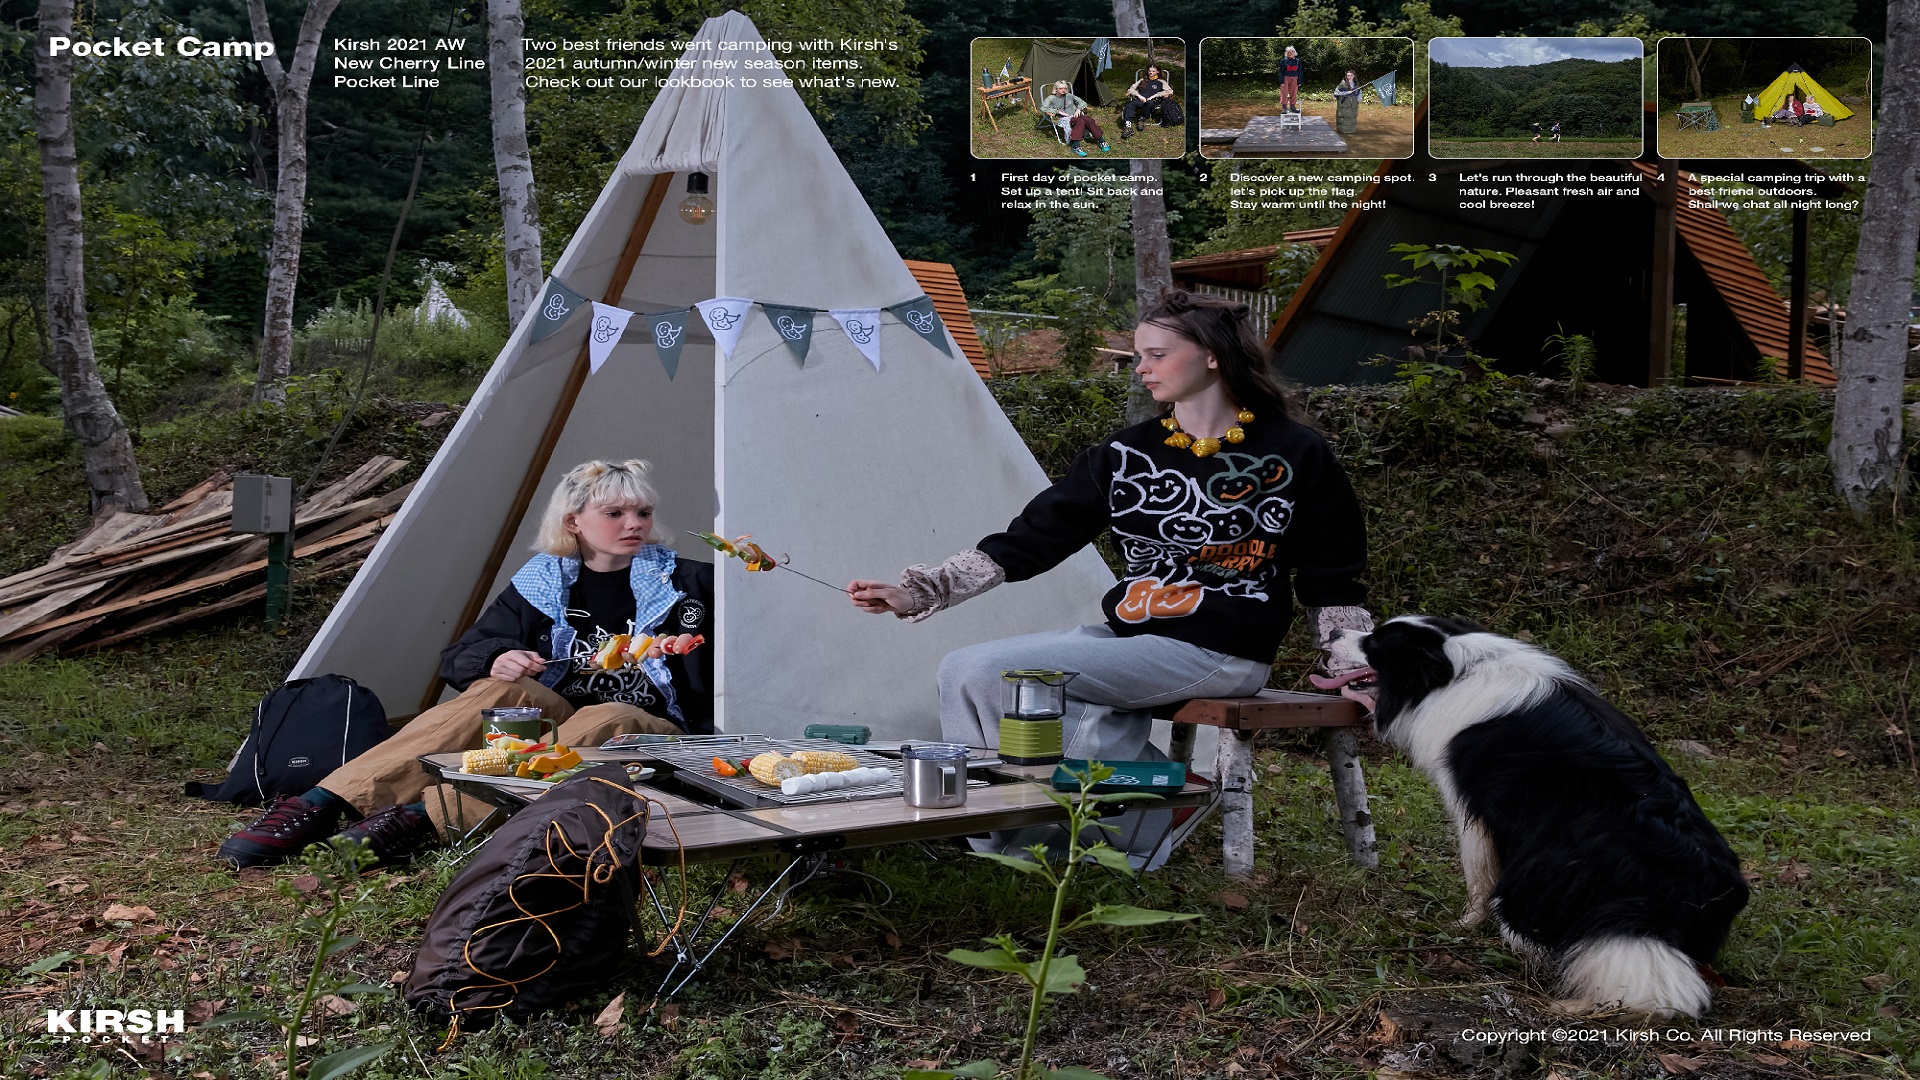 Pocket Camp
Kirsh 2021 AW
New Cherry Line
Pocket Line
Two best friends went camping with Kirsh's
2021 autumn/winter new season items.
Check out our lookbook to see what's new.
1
First day of pocket camp.
Set up a tent! Sit back and
relax in the sun.
2
Discover a new camping spot.
let's pick up the flag.
Stay warm until the night!
3
Let's run through the beautiful
nature. Pleasant fresh air and
cool breeze!
4
A special camping trip with a
best friend outdoors.
Shall we chat all night long?
DOODLE
CHERRY
KIRSH
KIRSH
POCKET
Copyright ©2021 Kirsh Co. All Rights Reserved